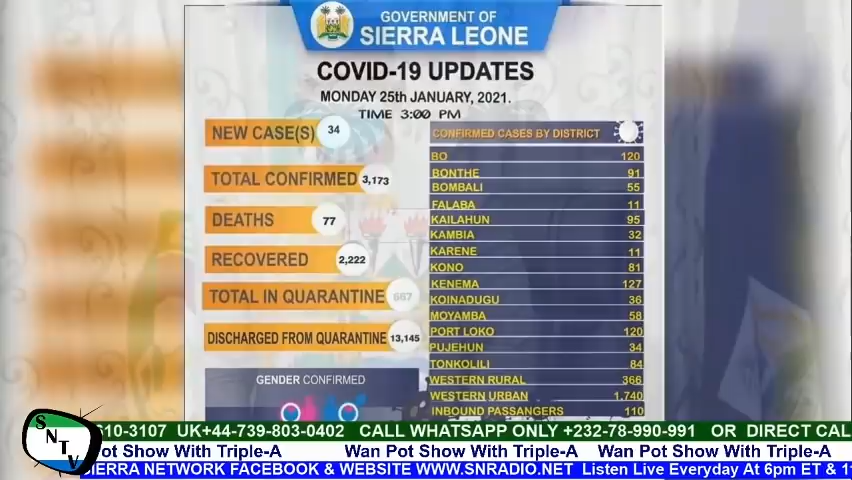 GOVERNMENT OF
SIERRA LEONE
COVID-19 UPDATES
MONDAY 25th JANUARY, 2021.
TIME 3:00 PM
NEW CASE(S) 34
TOTAL CONFIRMED 3,173
DEATHS 77
RECOVERED 2,222
TOTAL IN QUARANTINE 667
DISCHARGED FROM QUARANTINE 13,145
GENDER CONFIRMED
CONFIRMED CASES BY DISTRICT
BO 120
BONTHE 91
BOMBALI 55
FALABA 11
KAILAHUN 95
KAMBIA 32
KARENE 11
KONO 81
KENEMA 127
KOINADUGU 36
MOYAMBA 58
PORT LOKO 120
PUJEHUN 34
TONKOLILI 84
WESTERN RURAL 366
WESTERN URBAN 1,740
INBOUND PASSANGERS 110
SNTV
610-3107 UK+44-739-803-0402 CALL WHATSAPP ONLY +232-78-990-991 OR DIRECT CAL
Pot Show With Triple-A Wan Pot Show With Triple-A Wan Pot Show With Triple-A
SIERRA NETWORK FACEBOOK & WEBSITE WWW.SNRADIO.NET Listen Live Everyday At 6pm ET & 1